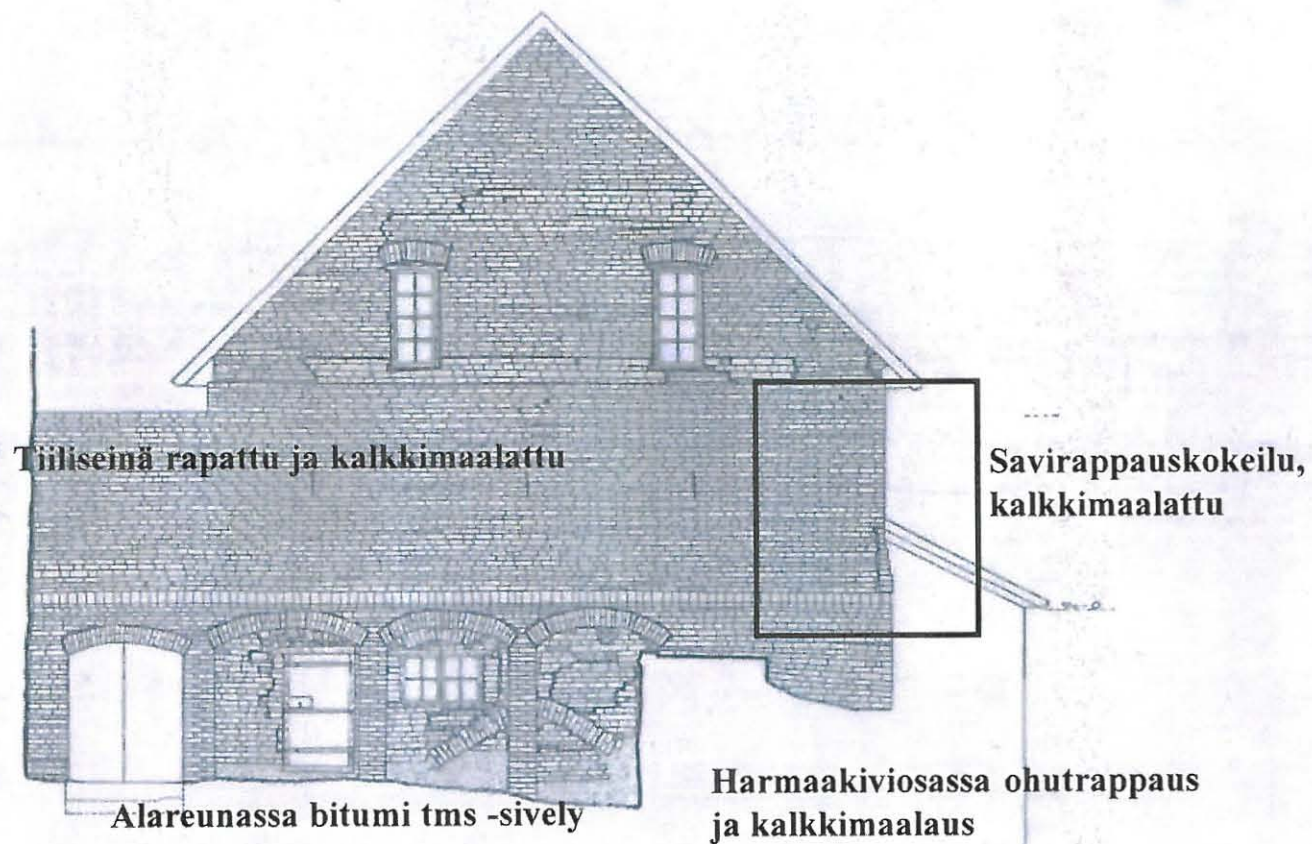 Tiiliseinä rapattu ja kalkkimaalattu
Savirappauskokeilu,
kalkkimaalattu
Alareunassa bitumi tms -sively
Harmaakiviosassa ohutrappaus
ja kalkkimaalaus